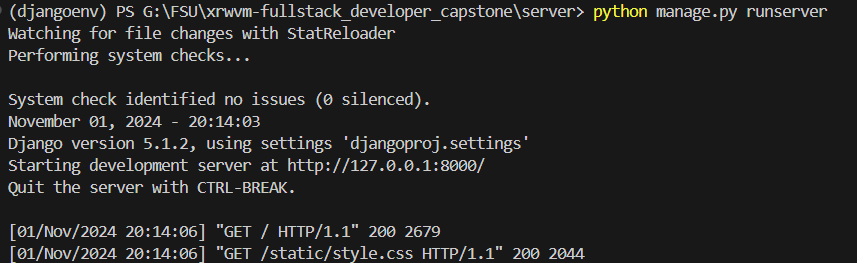 (djangoenv) PS G:\FSU\xrwvm-fullstack_developer_capstone\server> python manage.py runserver
Watching for file changes with StatReloader
Performing system checks...
System check identified no issues (0 silenced).
November 01, 2024 - 20:14:03
Django version 5.1.2, using settings 'djangoproj.settings'
Starting development server at http://127.0.0.1:8000/
Quit the server with CTRL-BREAK.
[01/Nov/2024 20:14:06] "GET / HTTP/1.1" 200 2679
[01/Nov/2024 20:14:06] "GET /static/style.css HTTP/1.1" 200 2044